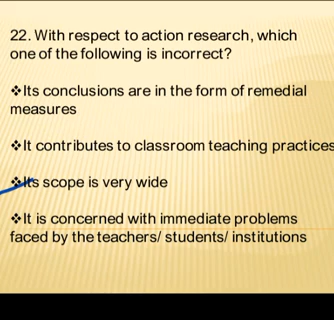 22. With respect to action research, which
one of the following is incorrect?
❖Its conclusions are in the form of remedial
measures
❖It contributes to classroom teaching practices
❖Its scope is very wide
❖It is concerned with immediate problems
faced by the teachers/ students/ institutions